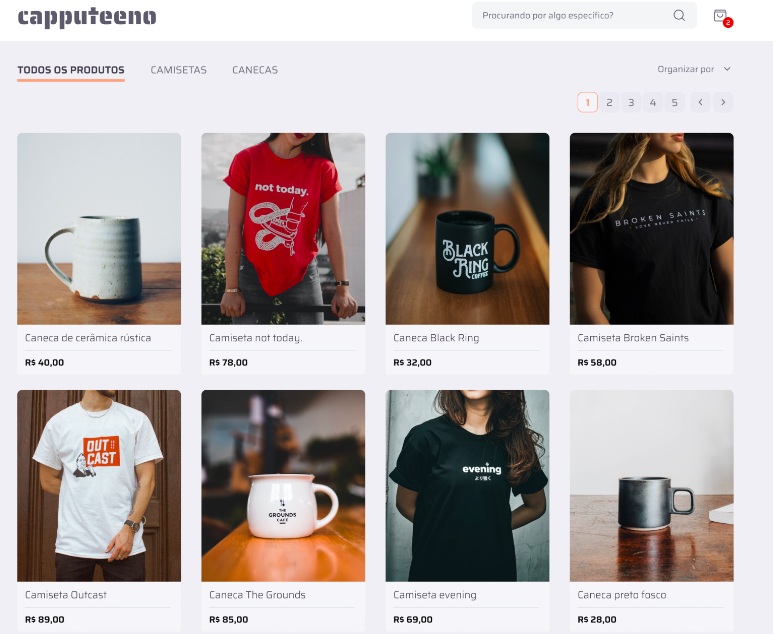 capputeeno
Procurando por algo específico?
2
TODOS OS PRODUTOS CAMISETAS CANECAS
Organizar por
1 2 3 4 5
not today.
BLACK
RING
COFFEE
BROKEN SAINTS
LOVE NEVER FAILS
Caneca de cerâmica rústica
R$ 40,00
Camiseta not today.
R$ 78,00
Caneca Black Ring
R$ 32,00
Camiseta Broken Saints
R$ 58,00
OUT
CAST
THE
GROUNDS
CAFE
evening
Camiseta Outcast
R$ 89,00
Caneca The Grounds
R$ 85,00
Camiseta evening
R$ 69,00
Caneca preto fosco
R$ 28,00